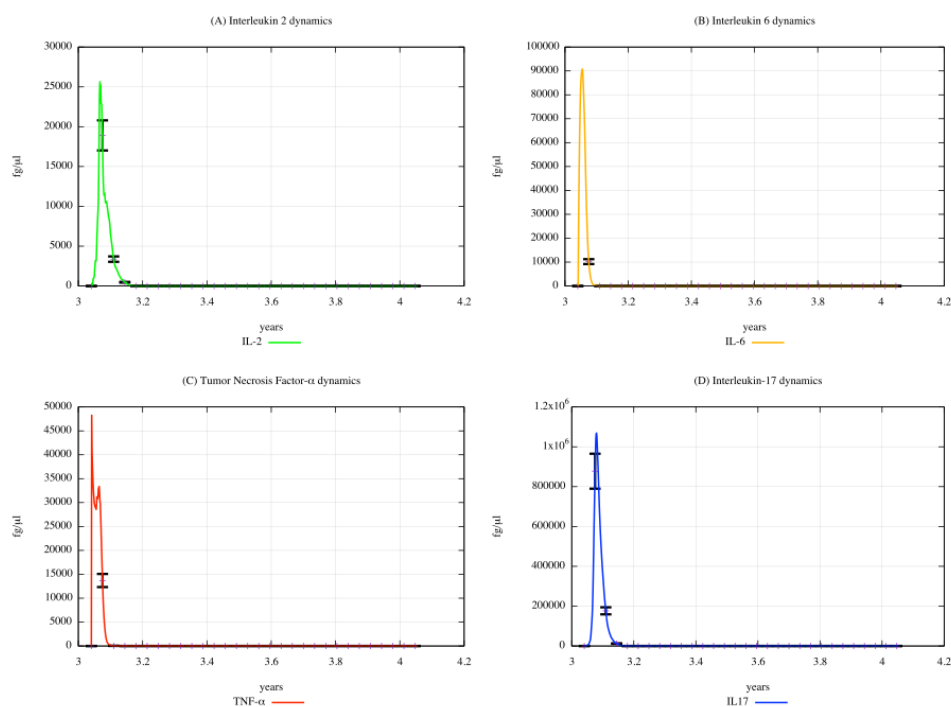 (A) Interleukin 2 dynamics
30000
25000
20000
15000
10000
5000
0
fg/µl
3 3.2 3.4 3.6 3.8 4 4.2
years
IL-2
(B) Interleukin 6 dynamics
100000
90000
80000
70000
60000
50000
40000
30000
20000
10000
0
fg/µl
3 3.2 3.4 3.6 3.8 4 4.2
years
IL-6
(C) Tumor Necrosis Factor-α dynamics
50000
45000
40000
35000
30000
25000
20000
15000
10000
5000
0
fg/µl
3 3.2 3.4 3.6 3.8 4 4.2
years
TNF-α
(D) Interleukin-17 dynamics
1.2x10⁶
1x10⁶
800000
600000
400000
200000
0
fg/µl
3 3.2 3.4 3.6 3.8 4 4.2
years
IL17